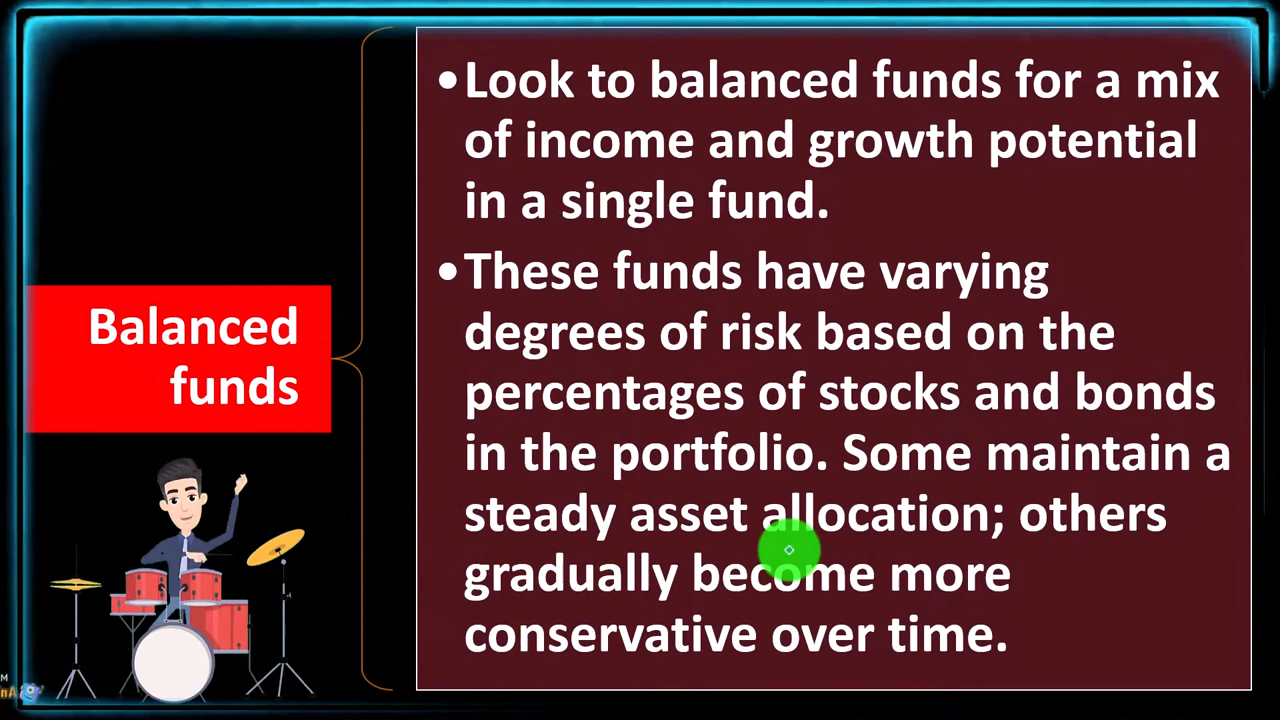 •Look to balanced funds for a mix
of income and growth potential
in a single fund.
•These funds have varying
degrees of risk based on the
percentages of stocks and bonds
in the portfolio. Some maintain a
steady asset allocation; others
gradually become more
conservative over time.
Balanced
funds